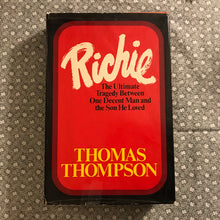 Richie
The Ultimate
Tragedy Between
One Decent Man and
the Son He Loved
THOMAS
THOMPSON